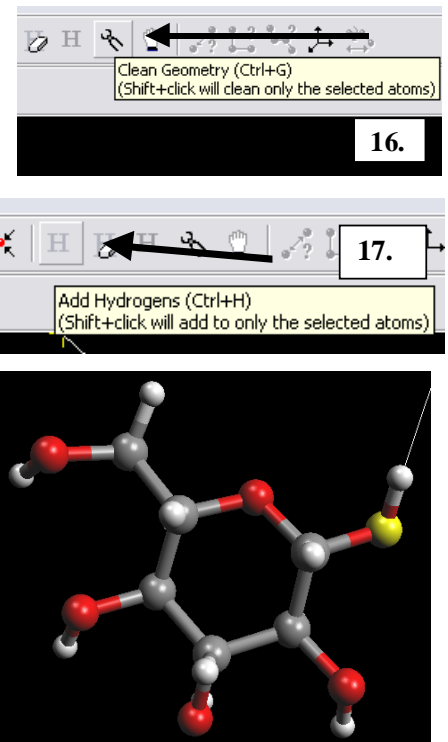 H
Clean Geometry (Ctrl+G)
(Shift+click will clean only the selected atoms)
16.
H
H
17.
Add Hydrogens (Ctrl+H)
(Shift+click will add to only the selected atoms)